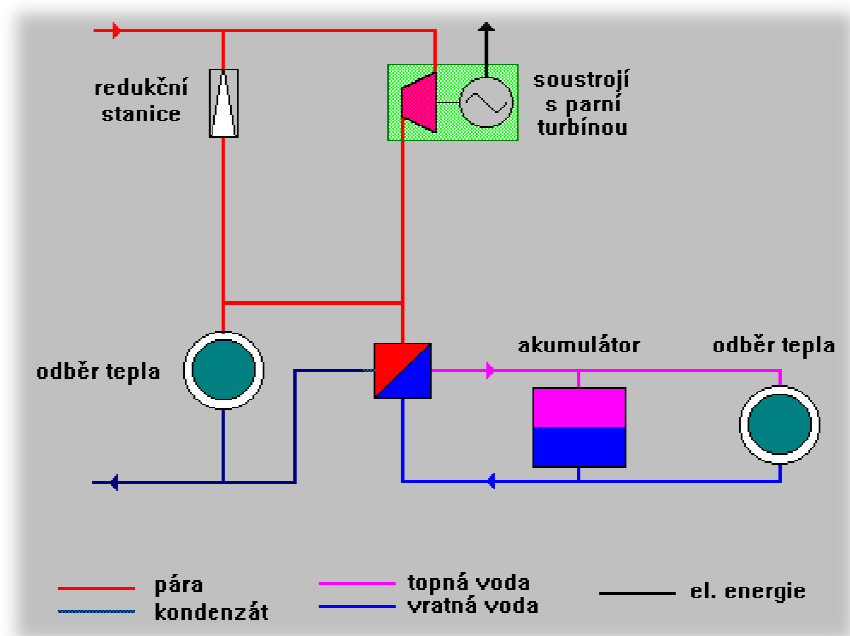 redukční
stanice
soustrojí
s parní
turbínou
odběr tepla
akumulátor
odběr tepla
pára
kondenzát
topná voda
vratná voda
el. energie